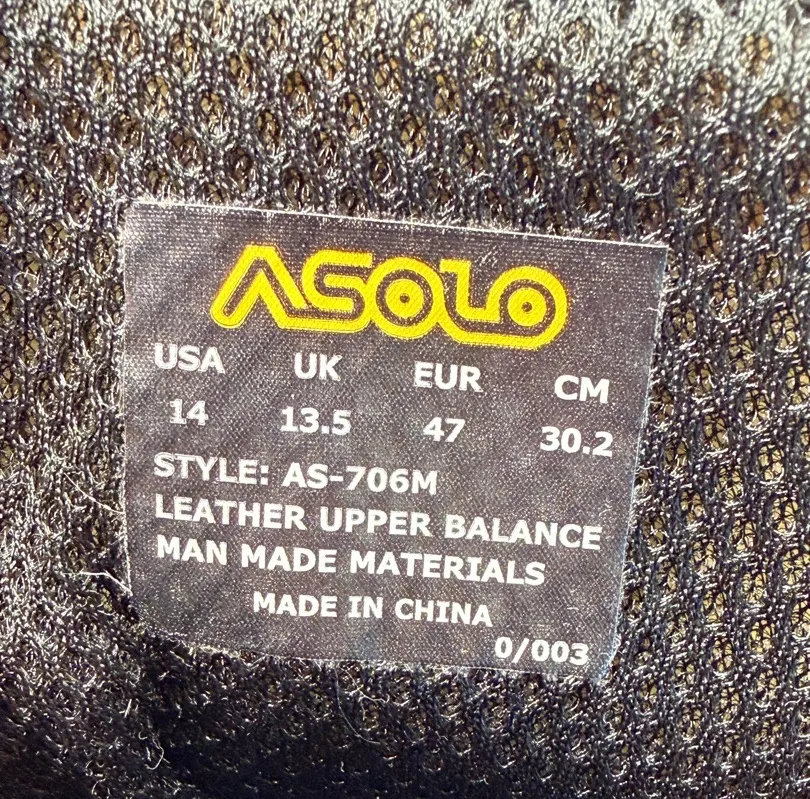 ASOLO
USA UK EUR CM
14 13.5 47 30.2
STYLE: AS-706M
LEATHER UPPER BALANCE
MAN MADE MATERIALS
MADE IN CHINA
0/003